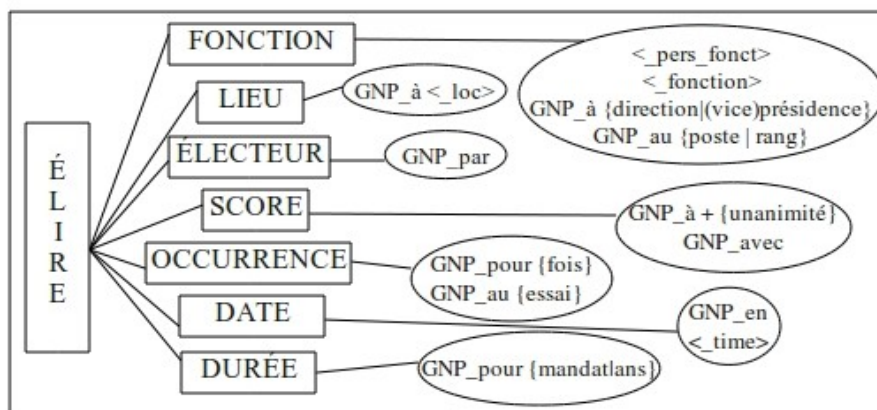 ÉLIRE
FONCTION
<_pers_fonct>
<_fonction>
GNP_à {direction|(vice)présidence}
GNP_au {poste | rang}
LIEU
GNP_à <_loc>
ÉLECTEUR
GNP_par
SCORE
GNP_à + {unanimité}
GNP_avec
OCCURRENCE
GNP_pour {fois}
GNP_au {essai}
DATE
GNP_en
<_time>
DURÉE
GNP_pour {mandat|ans}